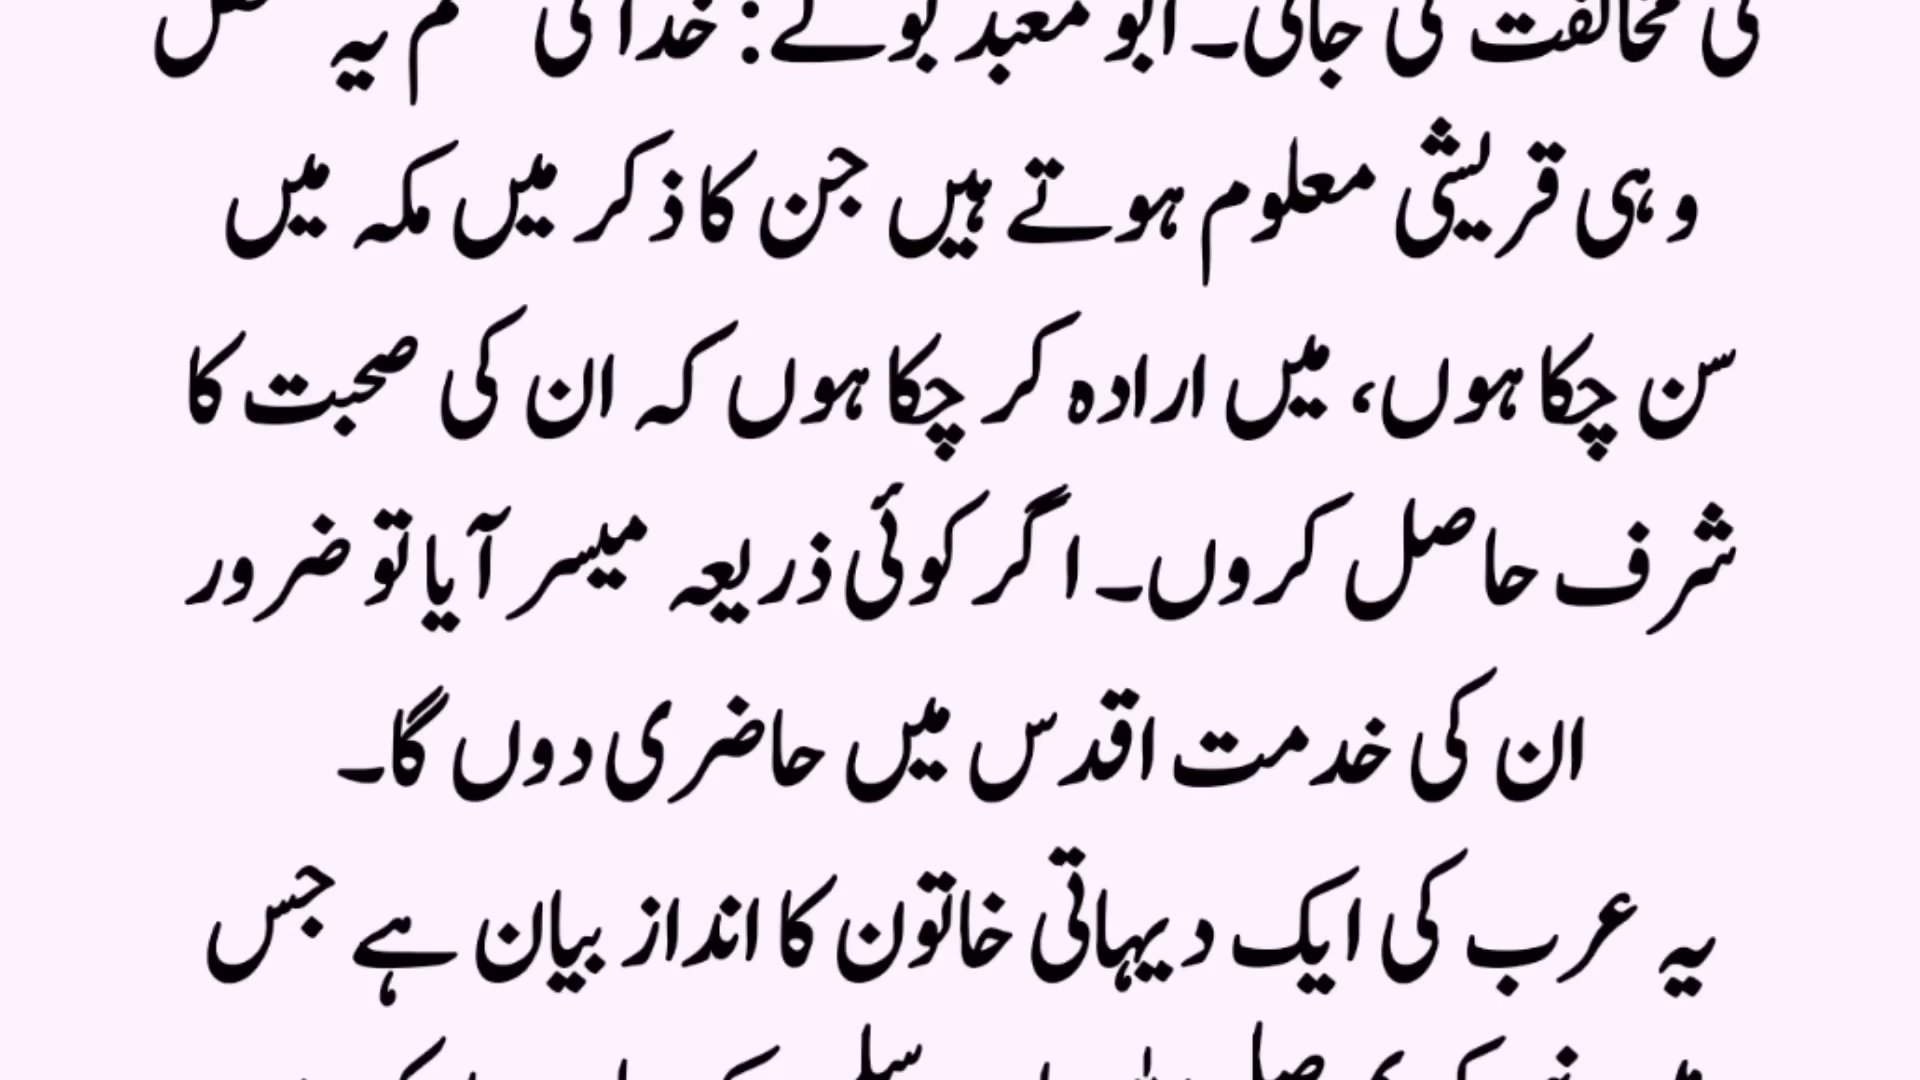 کی مخالفت کی جاتی۔ ابو معبد بولے: خدا کی قسم یہ شخص
وہی قریشی معلوم ہوتے ہیں جن کا ذکر میں مکہ میں
سن چکا ہوں، میں ارادہ کر چکا ہوں کہ ان کی صحبت کا
شرف حاصل کروں۔ اگر کوئی ذریعہ میسر آیا تو ضرور
ان کی خدمت اقدس میں حاضری دوں گا۔
یہ عرب کی ایک دیہاتی خاتون کا انداز بیان ہے جس